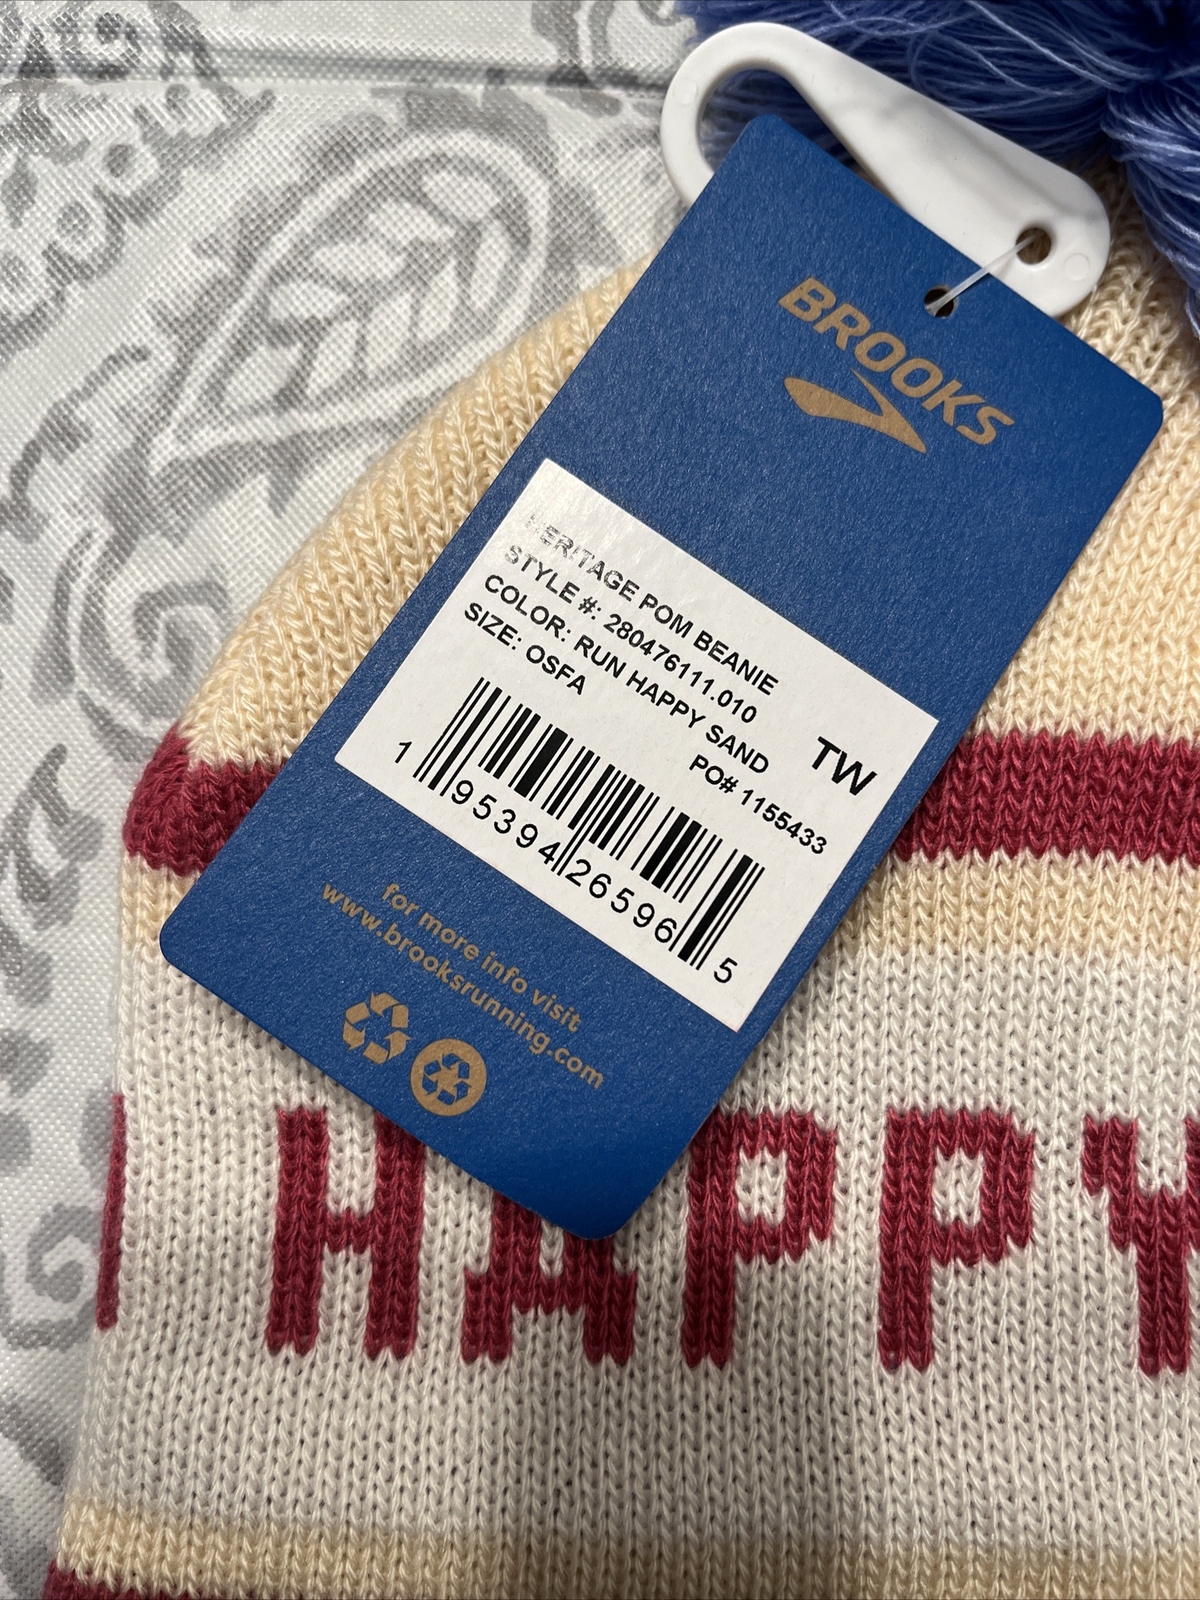 BROOKS
HERITAGE POM BEANIE
STYLE #: 280476111.010
COLOR: RUN HAPPY SAND
SIZE: OSFA
TW
PO# 1155433
1 95394 26596 5
for more info visit
www.brooksrunning.com
HAPPY